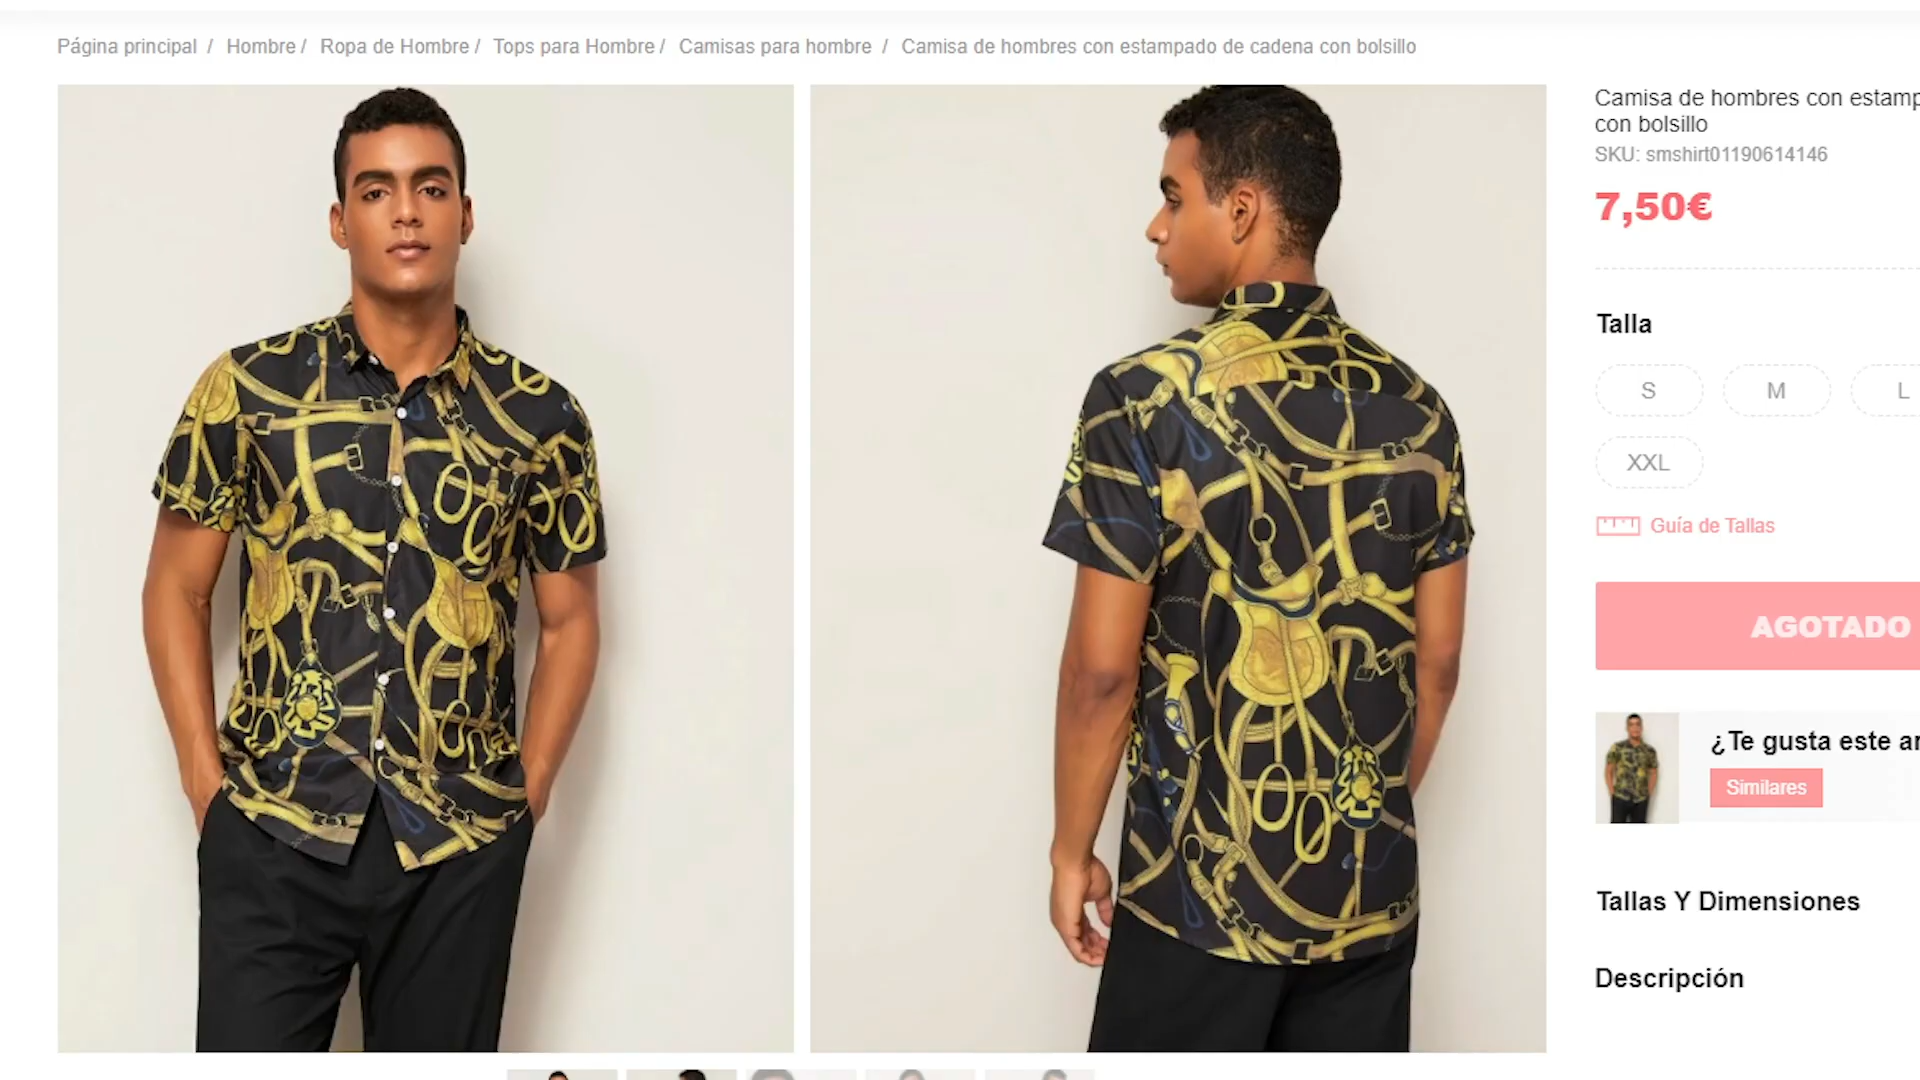 Página principal / Hombre / Ropa de Hombre / Tops para Hombre / Camisas para hombre / Camisa de hombres con estampado de cadena con bolsillo
Camisa de hombres con estamp
con bolsillo
SKU: smshirt01190614146
7,50€
Talla
S M L
XXL
Guía de Tallas
AGOTADO
¿Te gusta este ar
Similares
Tallas Y Dimensiones
Descripción